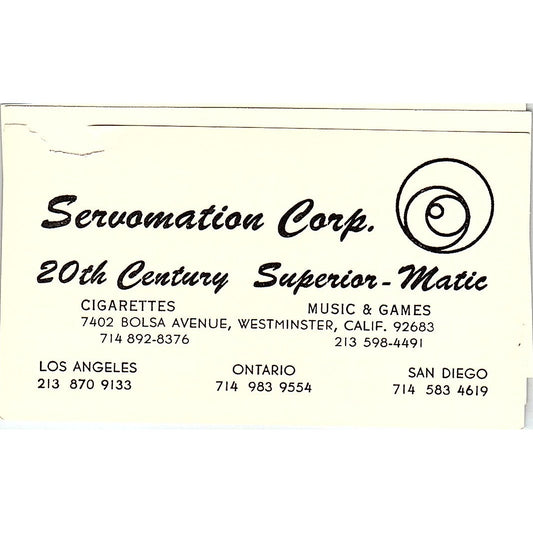 Servomation Corp.
20th Century Superior-Matic
CIGARETTES MUSIC & GAMES
7402 BOLSA AVENUE, WESTMINSTER, CALIF. 92683
714 892-8376 213 598-4491
LOS ANGELES ONTARIO SAN DIEGO
213 870 9133 714 983 9554 714 583 4619